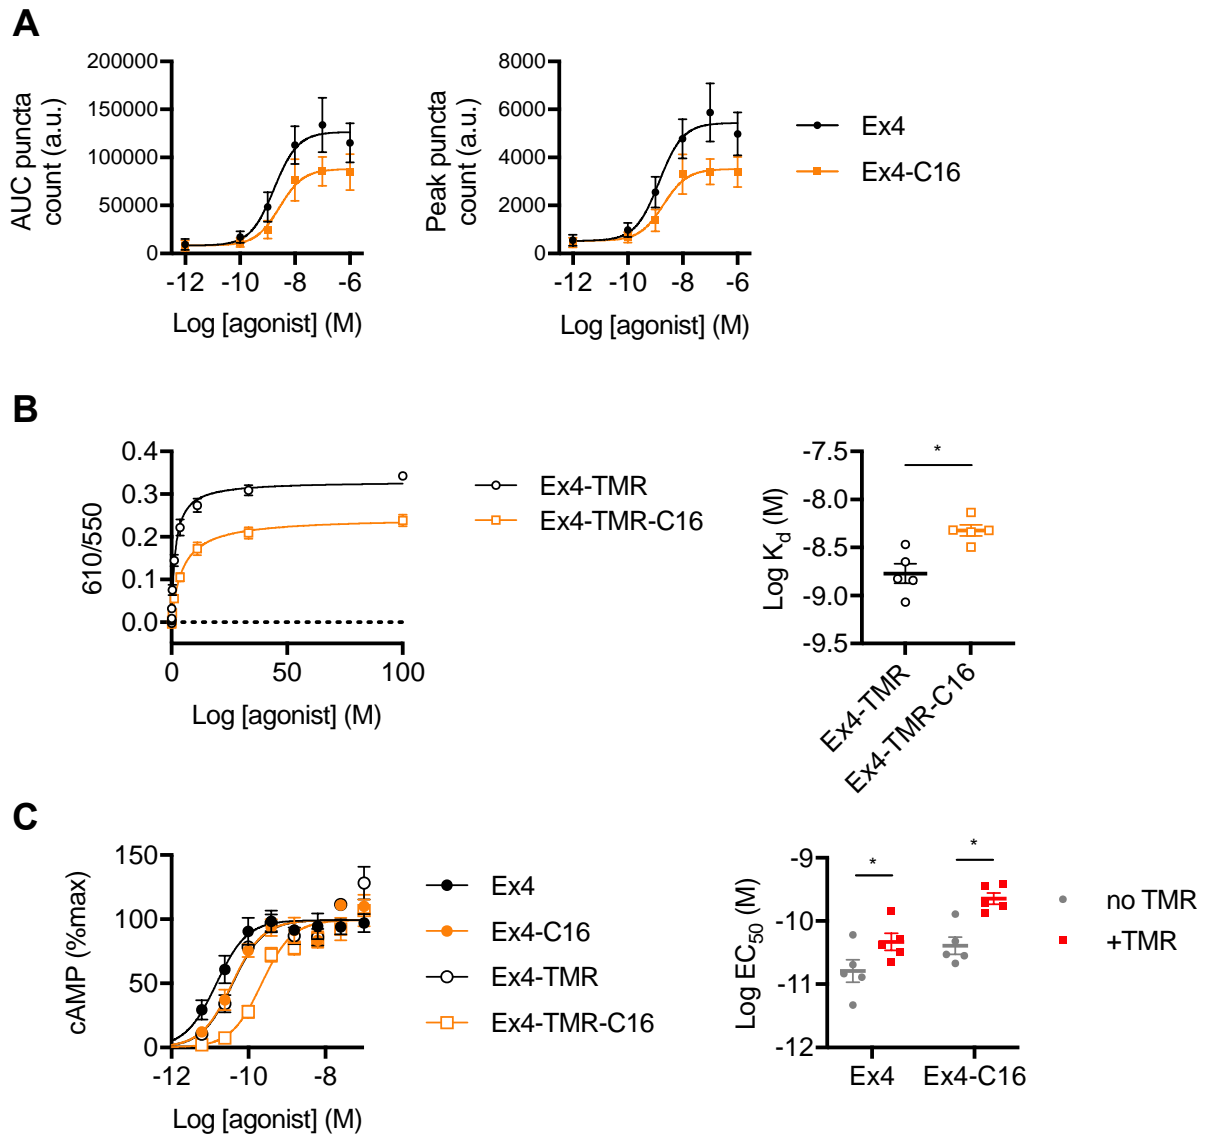 A
AUC puncta
count (a.u.)
200000
150000
100000
50000
0
-12
-10
-8
-6
Log [agonist] (M)
Peak puncta
count (a.u.)
8000
6000
4000
2000
0
-12
-10
-8
-6
Log [agonist] (M)
Ex4
Ex4-C16
B
610/550
0.4
0.3
0.2
0.1
0.0
0
50
100
Log [agonist] (M)
Ex4-TMR
Ex4-TMR-C16
Log Kd (M)
-7.5
-8.0
-8.5
-9.0
-9.5
*
Ex4-TMR
Ex4-TMR-C16
C
cAMP (%max)
150
100
50
0
-12
-10
-8
Log [agonist] (M)
Ex4
Ex4-C16
Ex4-TMR
Ex4-TMR-C16
Log EC50 (M)
-9
-10
-11
-12
*
*
Ex4
Ex4-C16
no TMR
+TMR